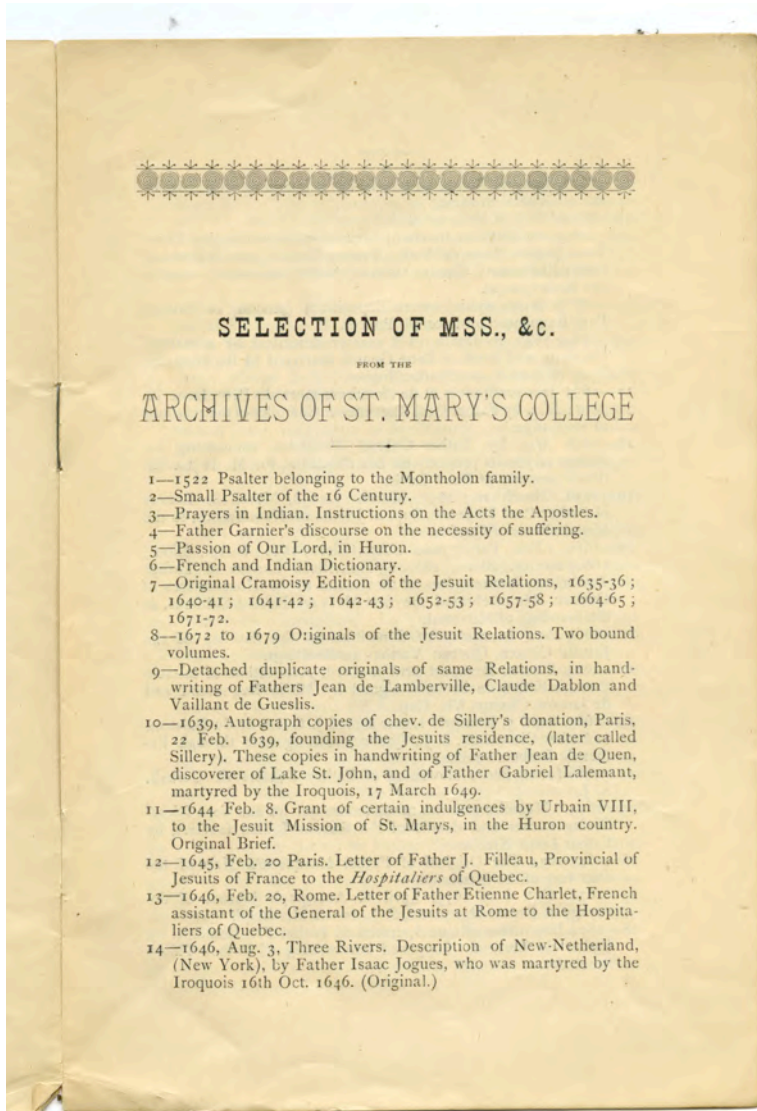 SELECTION OF MSS., &c.
FROM THE
ARCHIVES OF ST. MARY'S COLLEGE
1—1522 Psalter belonging to the Montholon family.
2—Small Psalter of the 16 Century.
3—Prayers in Indian. Instructions on the Acts the Apostles.
4—Father Garnier's discourse on the necessity of suffering.
5—Passion of Our Lord, in Huron.
6—French and Indian Dictionary.
7—Original Cramoisy Edition of the Jesuit Relations, 1635-36 ;
1640-41 ; 1641-42 ; 1642-43 ; 1652-53 ; 1657-58 ; 1664-65 ;
1671-72.
8—1672 to 1679 Originals of the Jesuit Relations. Two bound
volumes.
9—Detached duplicate originals of same Relations, in hand-
writing of Fathers Jean de Lamberville, Claude Dablon and
Vaillant de Gueslis.
10—1639, Autograph copies of chev. de Sillery's donation, Paris,
22 Feb. 1639, founding the Jesuits residence, (later called
Sillery). These copies in handwriting of Father Jean de Quen,
discoverer of Lake St. John, and of Father Gabriel Lalemant,
martyred by the Iroquois, 17 March 1649.
11—1644 Feb. 8. Grant of certain indulgences by Urbain VIII,
to the Jesuit Mission of St. Marys, in the Huron country.
Original Brief.
12—1645, Feb. 20 Paris. Letter of Father J. Filleau, Provincial of
Jesuits of France to the Hospitaliers of Quebec.
13—1646, Feb. 20, Rome. Letter of Father Etienne Charlet, French
assistant of the General of the Jesuits at Rome to the Hospita-
liers of Quebec.
14—1646, Aug. 3, Three Rivers. Description of New-Netherland,
(New York), by Father Isaac Jogues, who was martyred by the
Iroquois 16th Oct. 1646. (Original.)